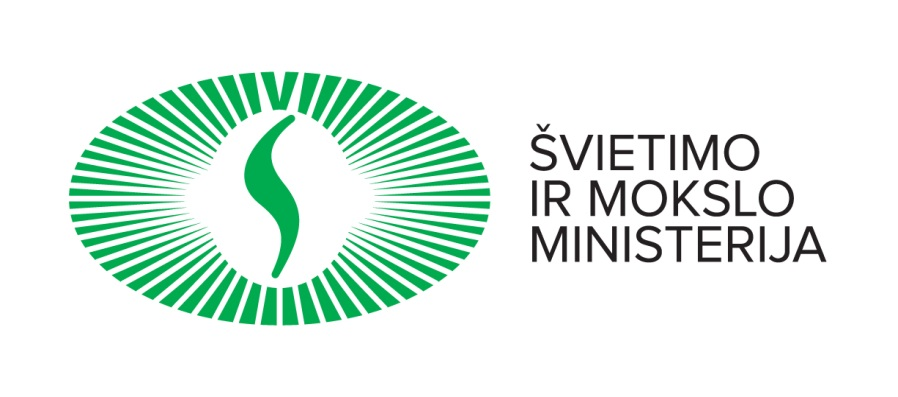 ŠVIETIMO
IR MOKSLO
MINISTERIJA